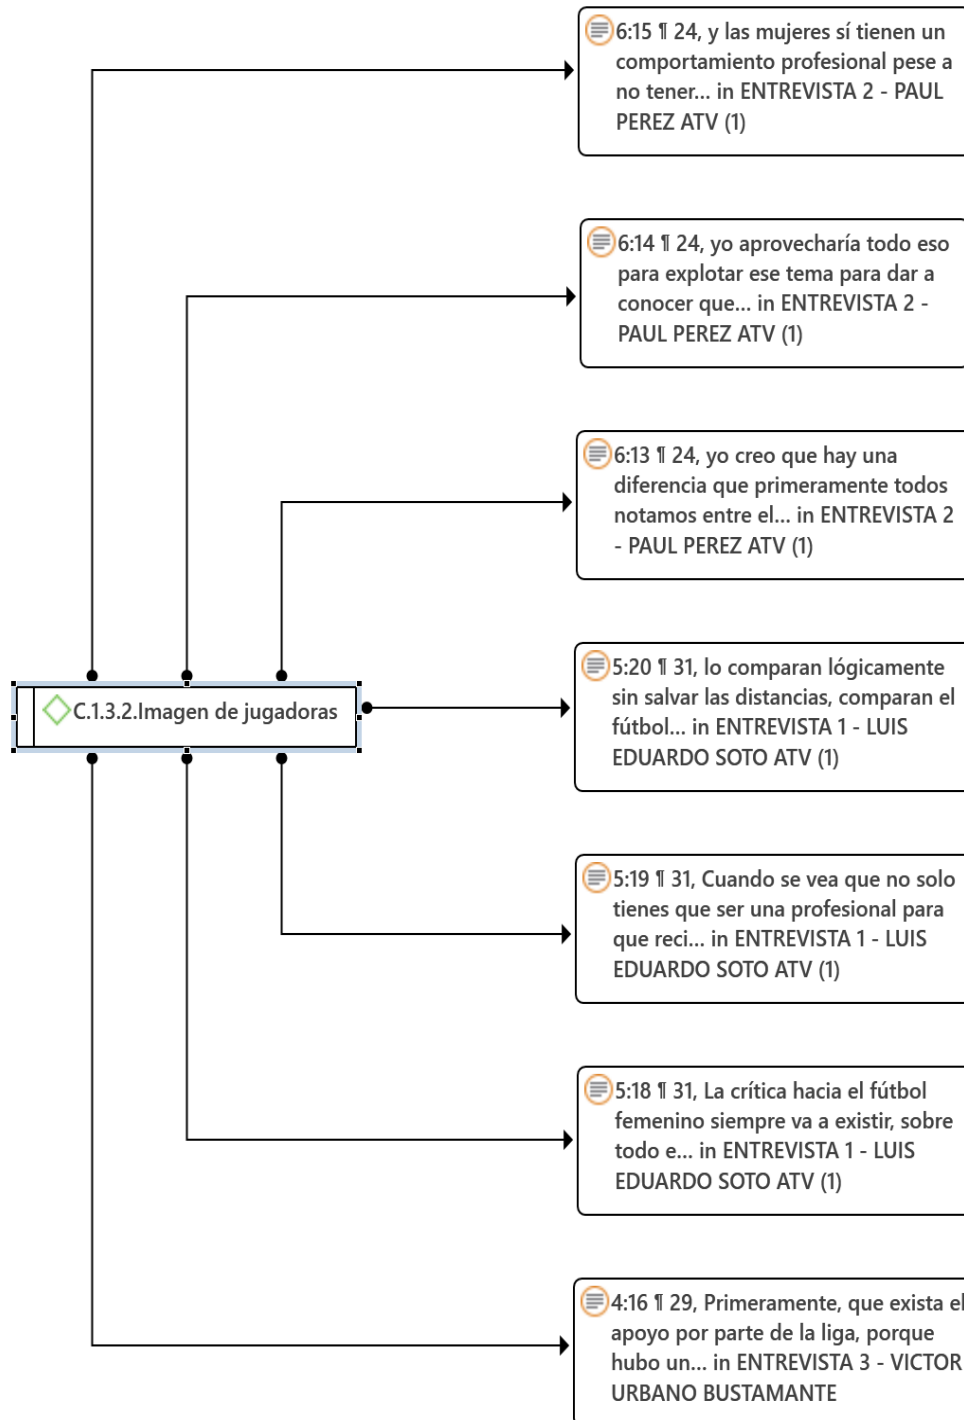 6:15 ¶ 24, y las mujeres sí tienen un
comportamiento profesional pese a
no tener... in ENTREVISTA 2 - PAUL
PEREZ ATV (1)
6:14 ¶ 24, yo aprovecharía todo eso
para explotar ese tema para dar a
conocer que... in ENTREVISTA 2 -
PAUL PEREZ ATV (1)
6:13 ¶ 24, yo creo que hay una
diferencia que primeramente todos
notamos entre el... in ENTREVISTA 2
- PAUL PEREZ ATV (1)
5:20 ¶ 31, lo comparan lógicamente
sin salvar las distancias, comparan el
fútbol... in ENTREVISTA 1 - LUIS
EDUARDO SOTO ATV (1)
C.1.3.2.Imagen de jugadoras
5:19 ¶ 31, Cuando se vea que no solo
tienes que ser una profesional para
que reci... in ENTREVISTA 1 - LUIS
EDUARDO SOTO ATV (1)
5:18 ¶ 31, La crítica hacia el fútbol
femenino siempre va a existir, sobre
todo e... in ENTREVISTA 1 - LUIS
EDUARDO SOTO ATV (1)
4:16 ¶ 29, Primeramente, que exista el
apoyo por parte de la liga, porque
hubo un... in ENTREVISTA 3 - VICTOR
URBANO BUSTAMANTE